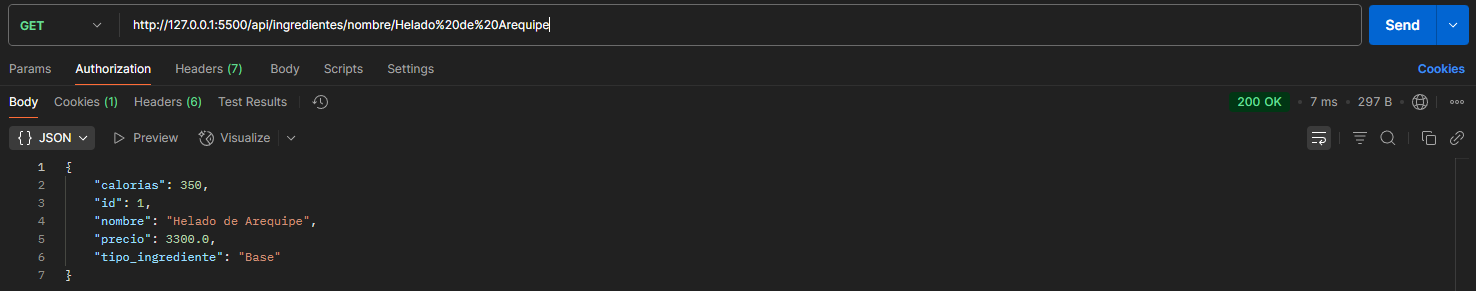 GET http://127.0.0.1:5500/api/ingredientes/nombre/Helado%20de%20Arequipe Send
Params Authorization Headers (7) Body Scripts Settings Cookies
Body Cookies (1) Headers (6) Test Results 200 OK • 7 ms • 297 B
{} JSON Preview Visualize
1 {
2 "calorias": 350,
3 "id": 1,
4 "nombre": "Helado de Arequipe",
5 "precio": 3300.0,
6 "tipo_ingrediente": "Base"
7 }